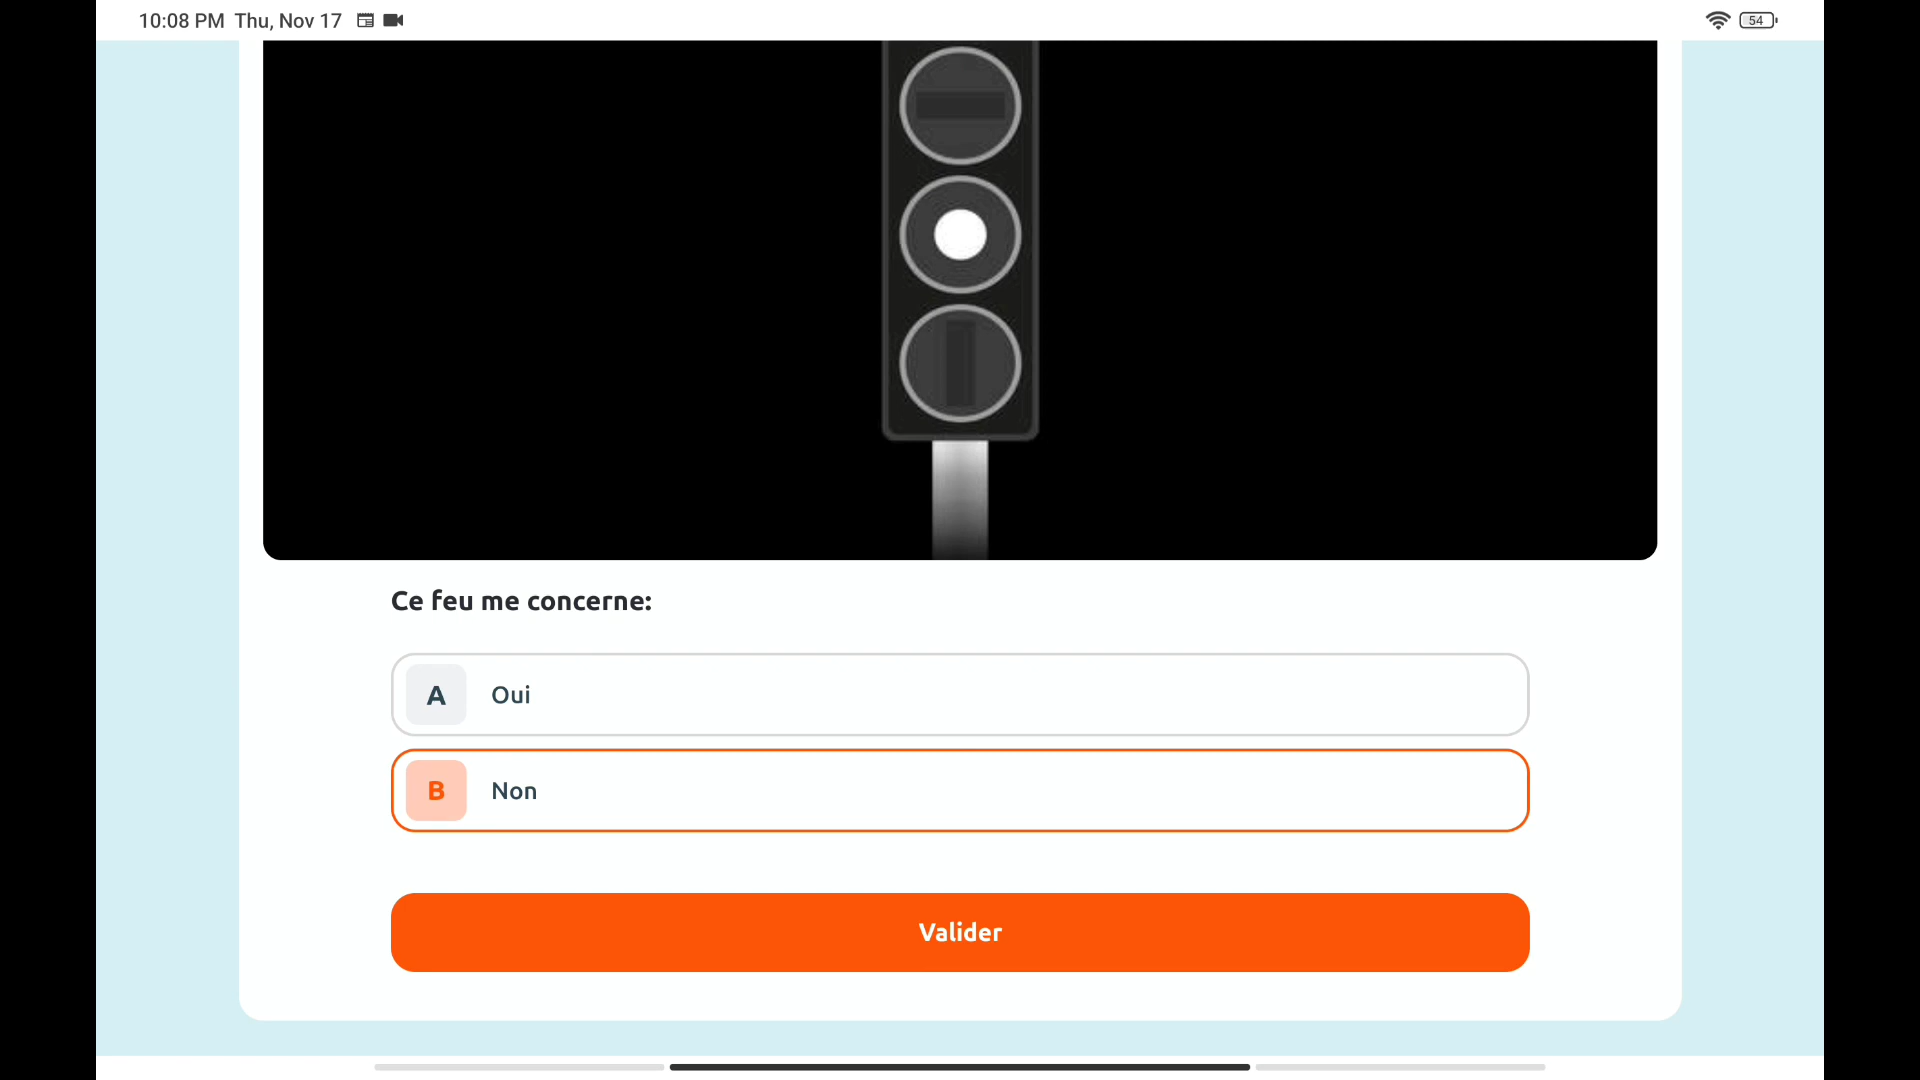 10:08 PM Thu, Nov 17
54
Ce feu me concerne:
A Oui
B Non
Valider